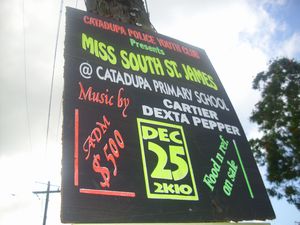 CATADUPA POLICE YOUTH CLUB
Presents
MISS SOUTH ST. JAMES
@ CATADUPA PRIMARY SCHOOL
Music by
CARTIER
DEXTA PEPPER
ADM
$500
DEC
25
2K10
Food n ref.
on sale